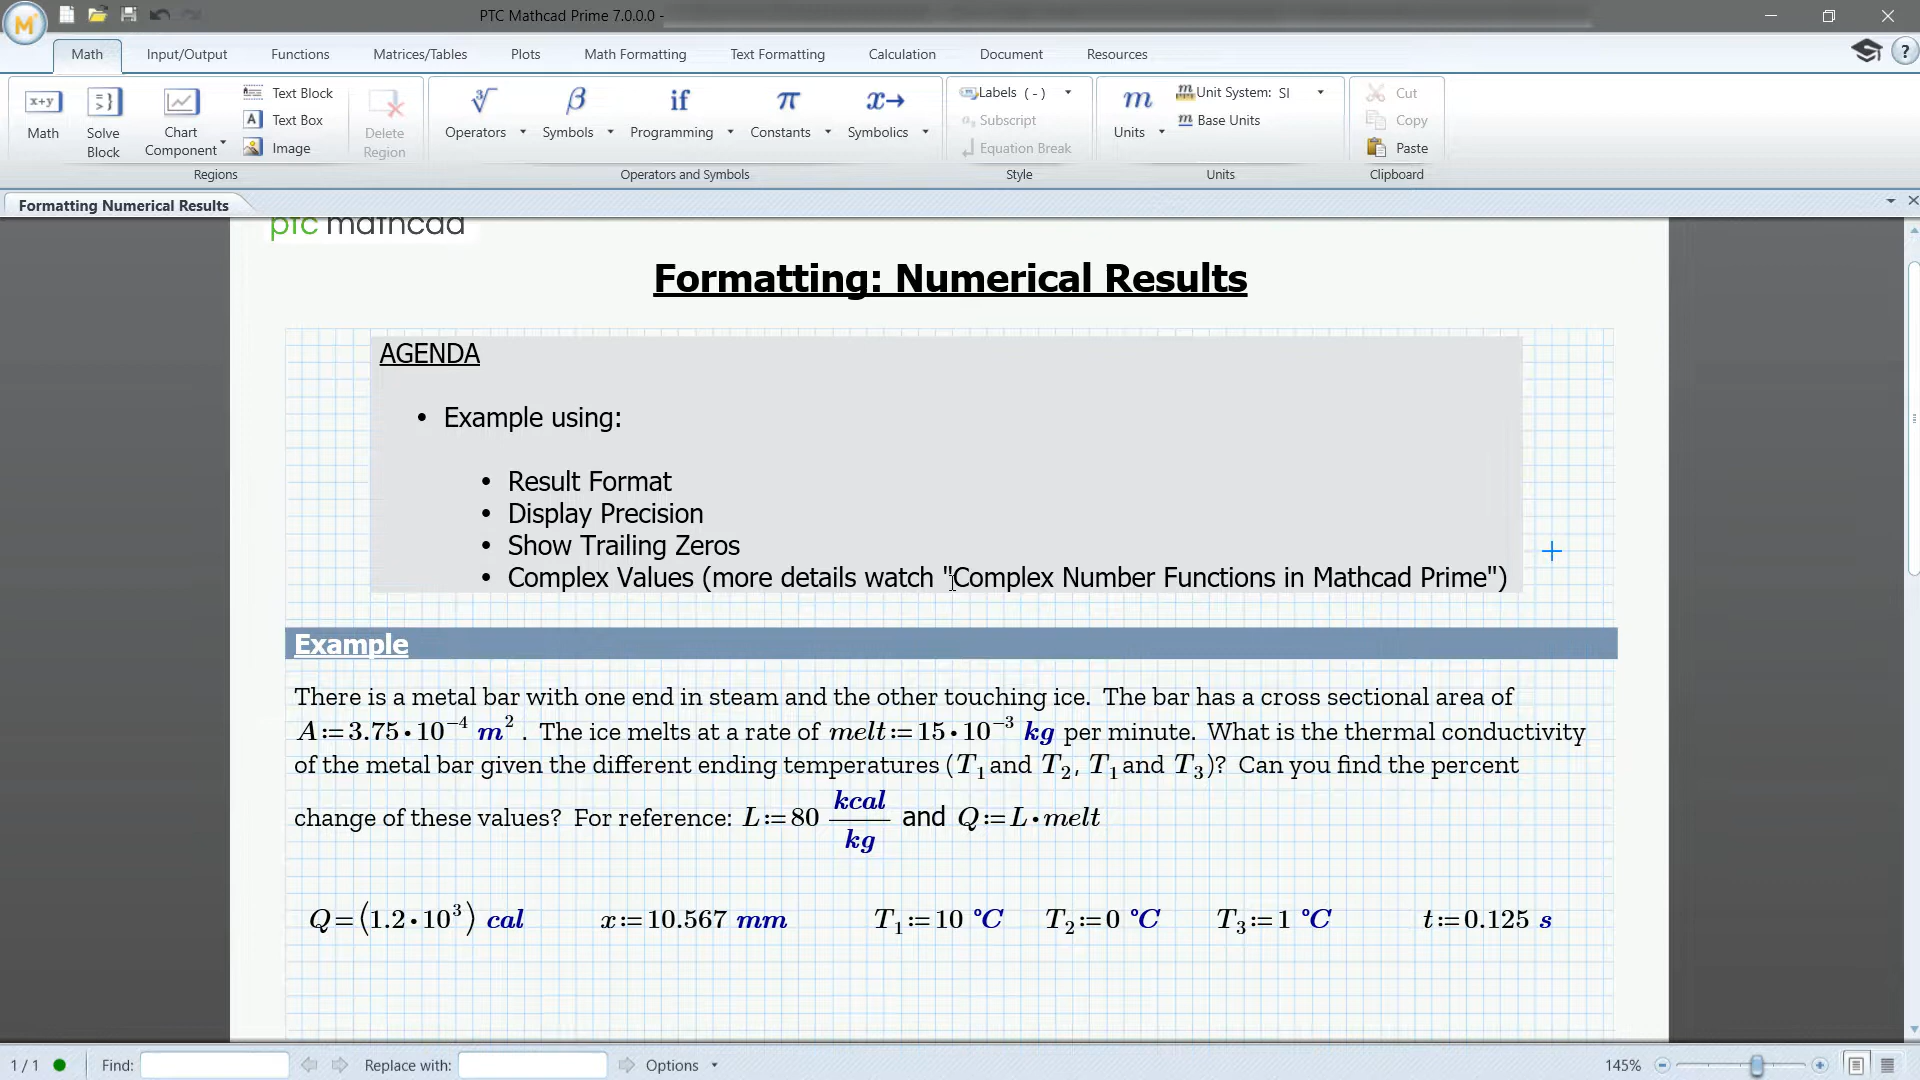 PTC Mathcad Prime 7.0.0.0 -
Math Input/Output Functions Matrices/Tables Plots Math Formatting Text Formatting Calculation Document Resources ?
x+y Math
Solve Block
Chart Component
Text Block
A Text Box
Image
Delete Region
Regions
∛ Operators
β Symbols
if Programming
π Constants
x→ Symbolics
Operators and Symbols
Labels ( - )
Subscript
Equation Break
Style
m Units
Unit System: SI
m Base Units
Units
Cut
Copy
Paste
Clipboard
Formatting Numerical Results
ptc mathcad
Formatting: Numerical Results
AGENDA
• Example using:
• Result Format
• Display Precision
• Show Trailing Zeros
• Complex Values (more details watch "Complex Number Functions in Mathcad Prime")
Example
There is a metal bar with one end in steam and the other touching ice. The bar has a cross sectional area of
A:=3.75•10⁻⁴ m². The ice melts at a rate of melt:=15•10⁻³ kg per minute. What is the thermal conductivity
of the metal bar given the different ending temperatures (T₁ and T₂, T₁ and T₃)? Can you find the percent
change of these values? For reference: L:=80 kcal/kg and Q:=L•melt
Q=(1.2•10³) cal x:=10.567 mm T₁:=10 °C T₂:=0 °C T₃:=1 °C t:=0.125 s
1 / 1 Find: Replace with: Options 145%